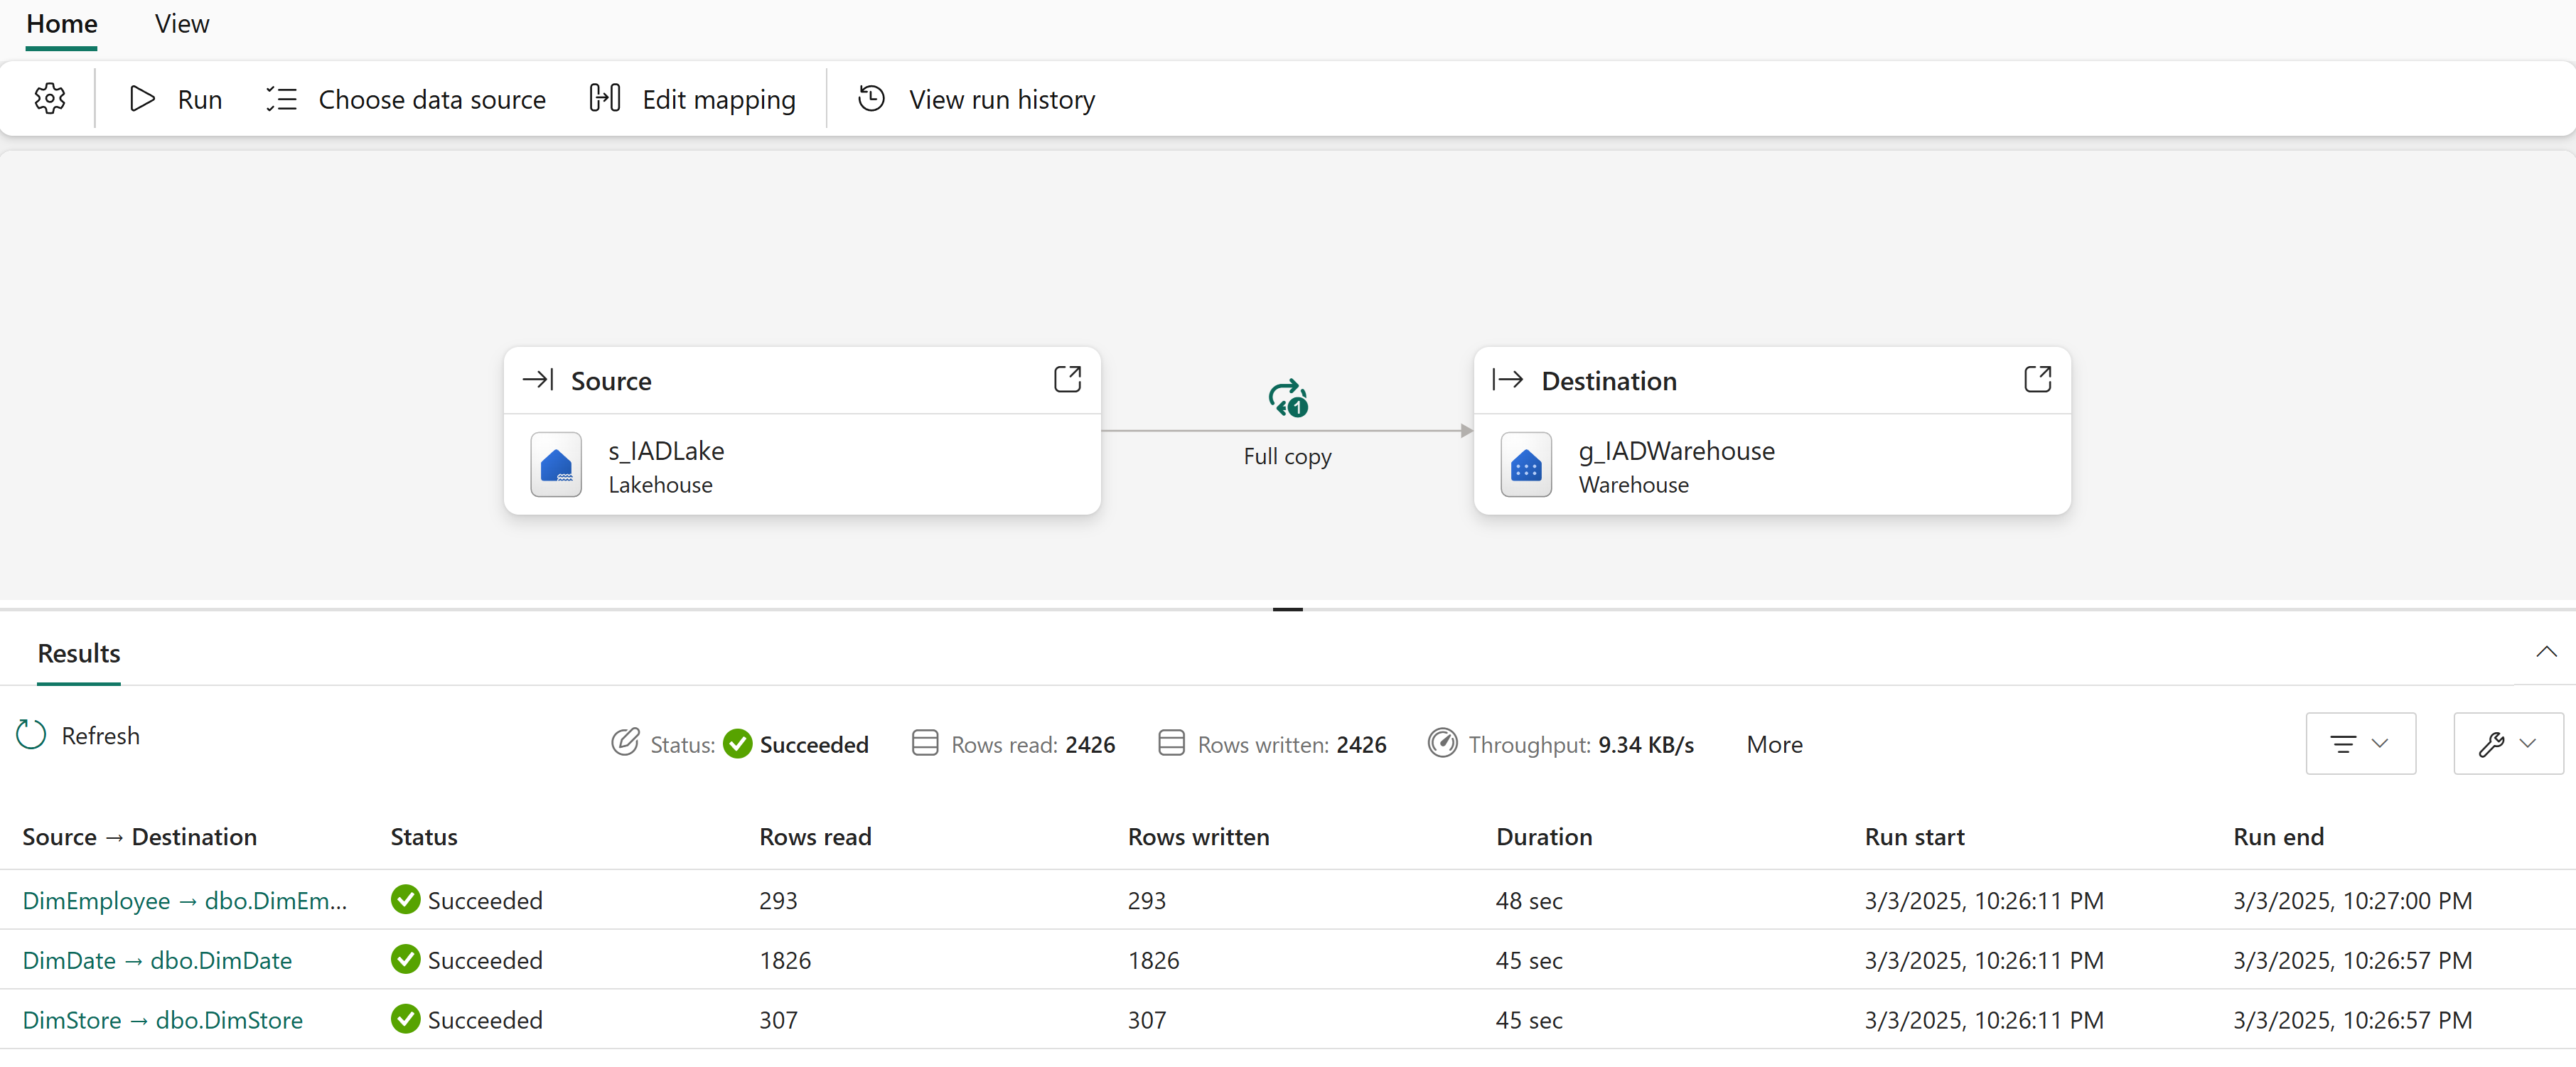 Home View
Run Choose data source Edit mapping View run history
Source
s_IADLake
Lakehouse
1
Full copy
Destination
g_IADWarehouse
Warehouse
Results
Refresh Status: Succeeded Rows read: 2426 Rows written: 2426 Throughput: 9.34 KB/s More
Source → Destination Status Rows read Rows written Duration Run start Run end
DimEmployee → dbo.DimEm... Succeeded 293 293 48 sec 3/3/2025, 10:26:11 PM 3/3/2025, 10:27:00 PM
DimDate → dbo.DimDate Succeeded 1826 1826 45 sec 3/3/2025, 10:26:11 PM 3/3/2025, 10:26:57 PM
DimStore → dbo.DimStore Succeeded 307 307 45 sec 3/3/2025, 10:26:11 PM 3/3/2025, 10:26:57 PM